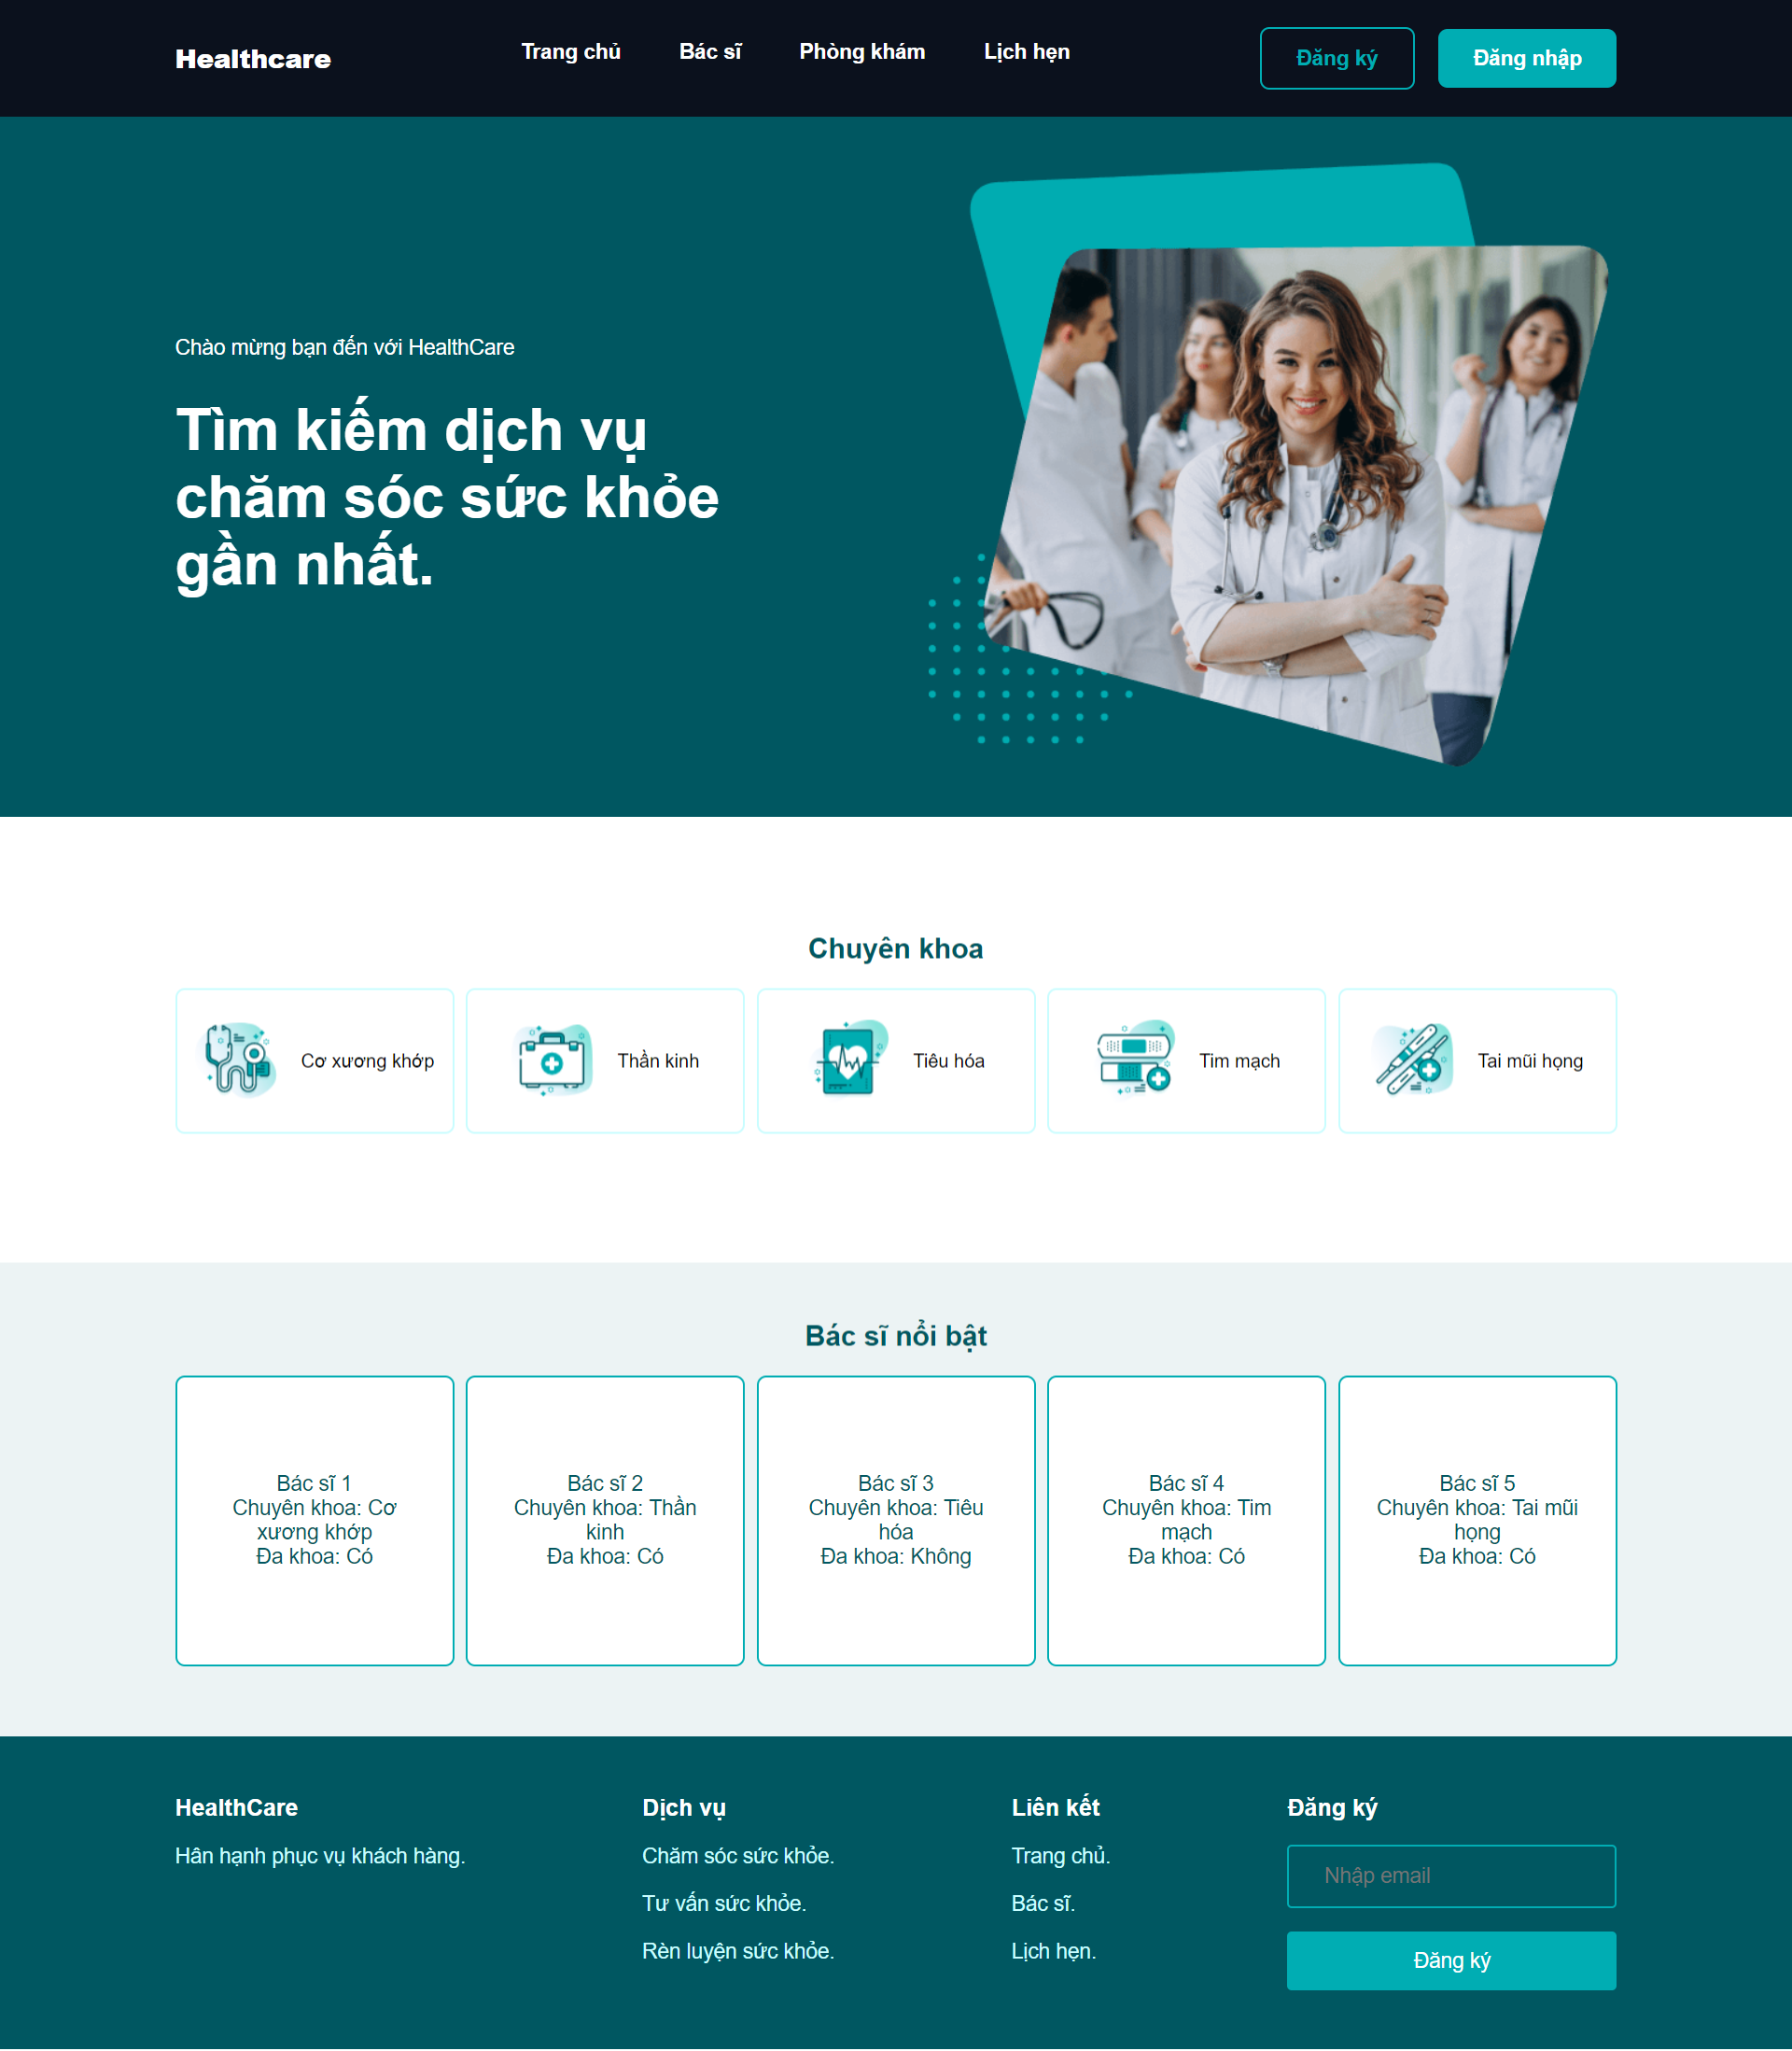 Healthcare
Trang chủ
Bác sĩ
Phòng khám
Lịch hẹn
Đăng ký
Đăng nhập
Chào mừng bạn đến với HealthCare
Tìm kiếm dịch vụ
chăm sóc sức khỏe
gần nhất.
Chuyên khoa
Cơ xương khớp
Thần kinh
Tiêu hóa
Tim mạch
Tai mũi họng
Bác sĩ nổi bật
Bác sĩ 1
Chuyên khoa: Cơ
xương khớp
Đa khoa: Có
Bác sĩ 2
Chuyên khoa: Thần
kinh
Đa khoa: Có
Bác sĩ 3
Chuyên khoa: Tiêu
hóa
Đa khoa: Không
Bác sĩ 4
Chuyên khoa: Tim
mạch
Đa khoa: Có
Bác sĩ 5
Chuyên khoa: Tai mũi
họng
Đa khoa: Có
HealthCare
Hân hạnh phục vụ khách hàng.
Dịch vụ
Chăm sóc sức khỏe.
Tư vấn sức khỏe.
Rèn luyện sức khỏe.
Liên kết
Trang chủ.
Bác sĩ.
Lịch hẹn.
Đăng ký
Nhập email
Đăng ký